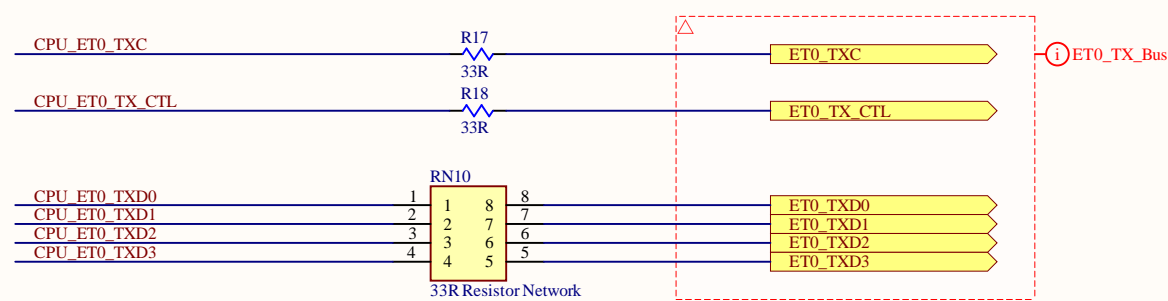 R17
CPU_ET0_TXC
33R
ET0_TXC
i ET0_TX_Bus
R18
CPU_ET0_TX_CTL
33R
ET0_TX_CTL
RN10
CPU_ET0_TXD0 1 1 8 8 ET0_TXD0
CPU_ET0_TXD1 2 2 7 7 ET0_TXD1
CPU_ET0_TXD2 3 3 6 6 ET0_TXD2
CPU_ET0_TXD3 4 4 5 5 ET0_TXD3
33R Resistor Network